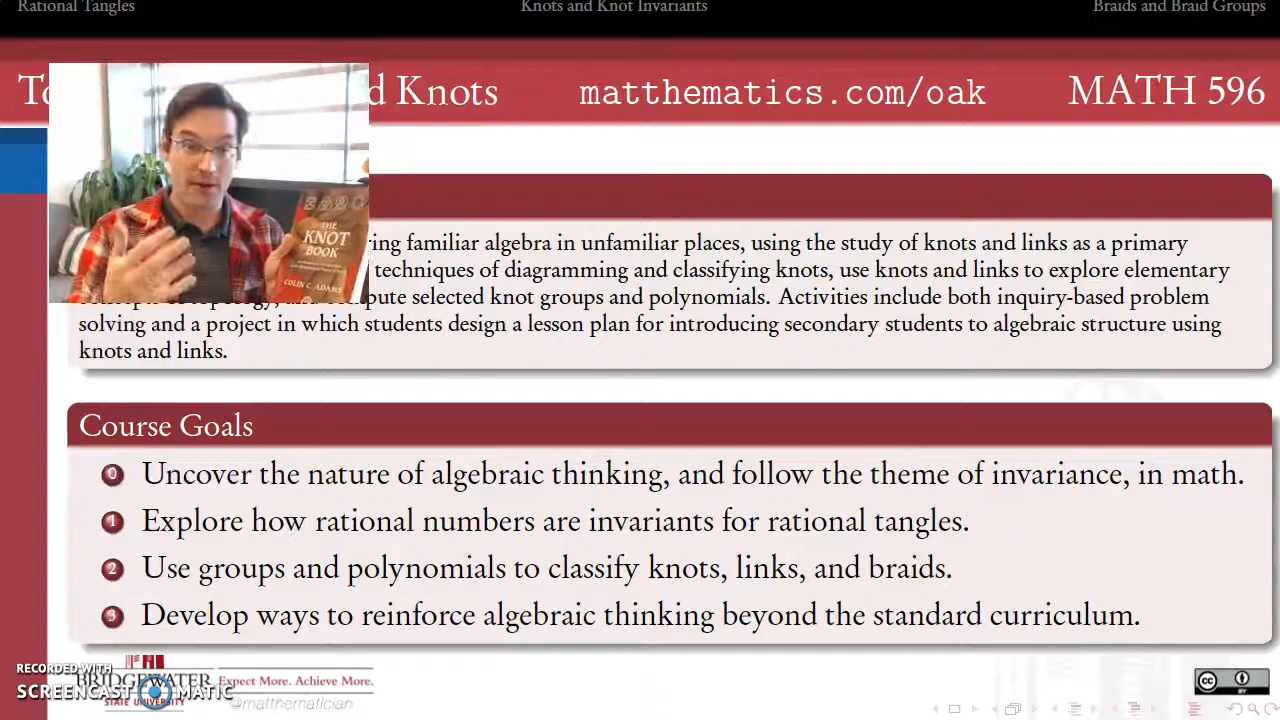 Rational Tangles Knots and Knot Invariants Braids and Braid Groups
d Knots matthematics.com/oak MATH 596
THE
KNOT
BOOK
COLIN C. ADAMS
ring familiar algebra in unfamiliar places, using the study of knots and links as a primary
techniques of diagramming and classifying knots, use knots and links to explore elementary
pute selected knot groups and polynomials. Activities include both inquiry-based problem
solving and a project in which students design a lesson plan for introducing secondary students to algebraic structure using
knots and links.
Course Goals
0 Uncover the nature of algebraic thinking, and follow the theme of invariance, in math.
1 Explore how rational numbers are invariants for rational tangles.
2 Use groups and polynomials to classify knots, links, and braids.
3 Develop ways to reinforce algebraic thinking beyond the standard curriculum.
RECORDED WITH
SCREENCAST MATIC
BRIDGEWATER
STATE UNIVERSITY
Expect More. Achieve More.
@matthematician
CC BY